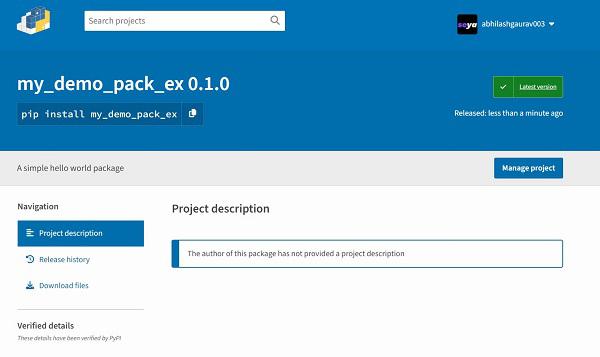 Search projects
seyo
abhilashgaurav003
my_demo_pack_ex 0.1.0
Latest version
pip install my_demo_pack_ex
Released: less than a minute ago
A simple hello world package
Manage project
Navigation
Project description
Project description
The author of this package has not provided a project description
Release history
Download files
Verified details
These details have been verified by PyPI